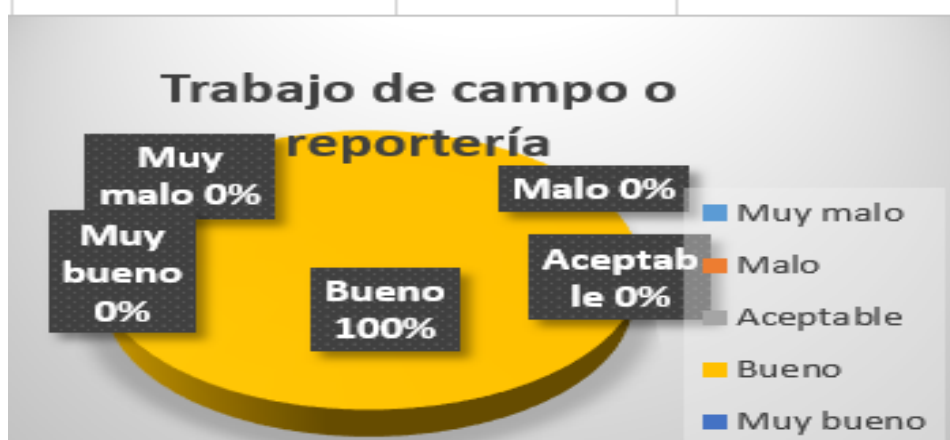 Trabajo de campo o
reportería
Muy
malo 0%
Malo 0%
Muy
bueno
0%
Bueno
100%
Aceptab
le 0%
Muy malo
Malo
Aceptable
Bueno
Muy bueno